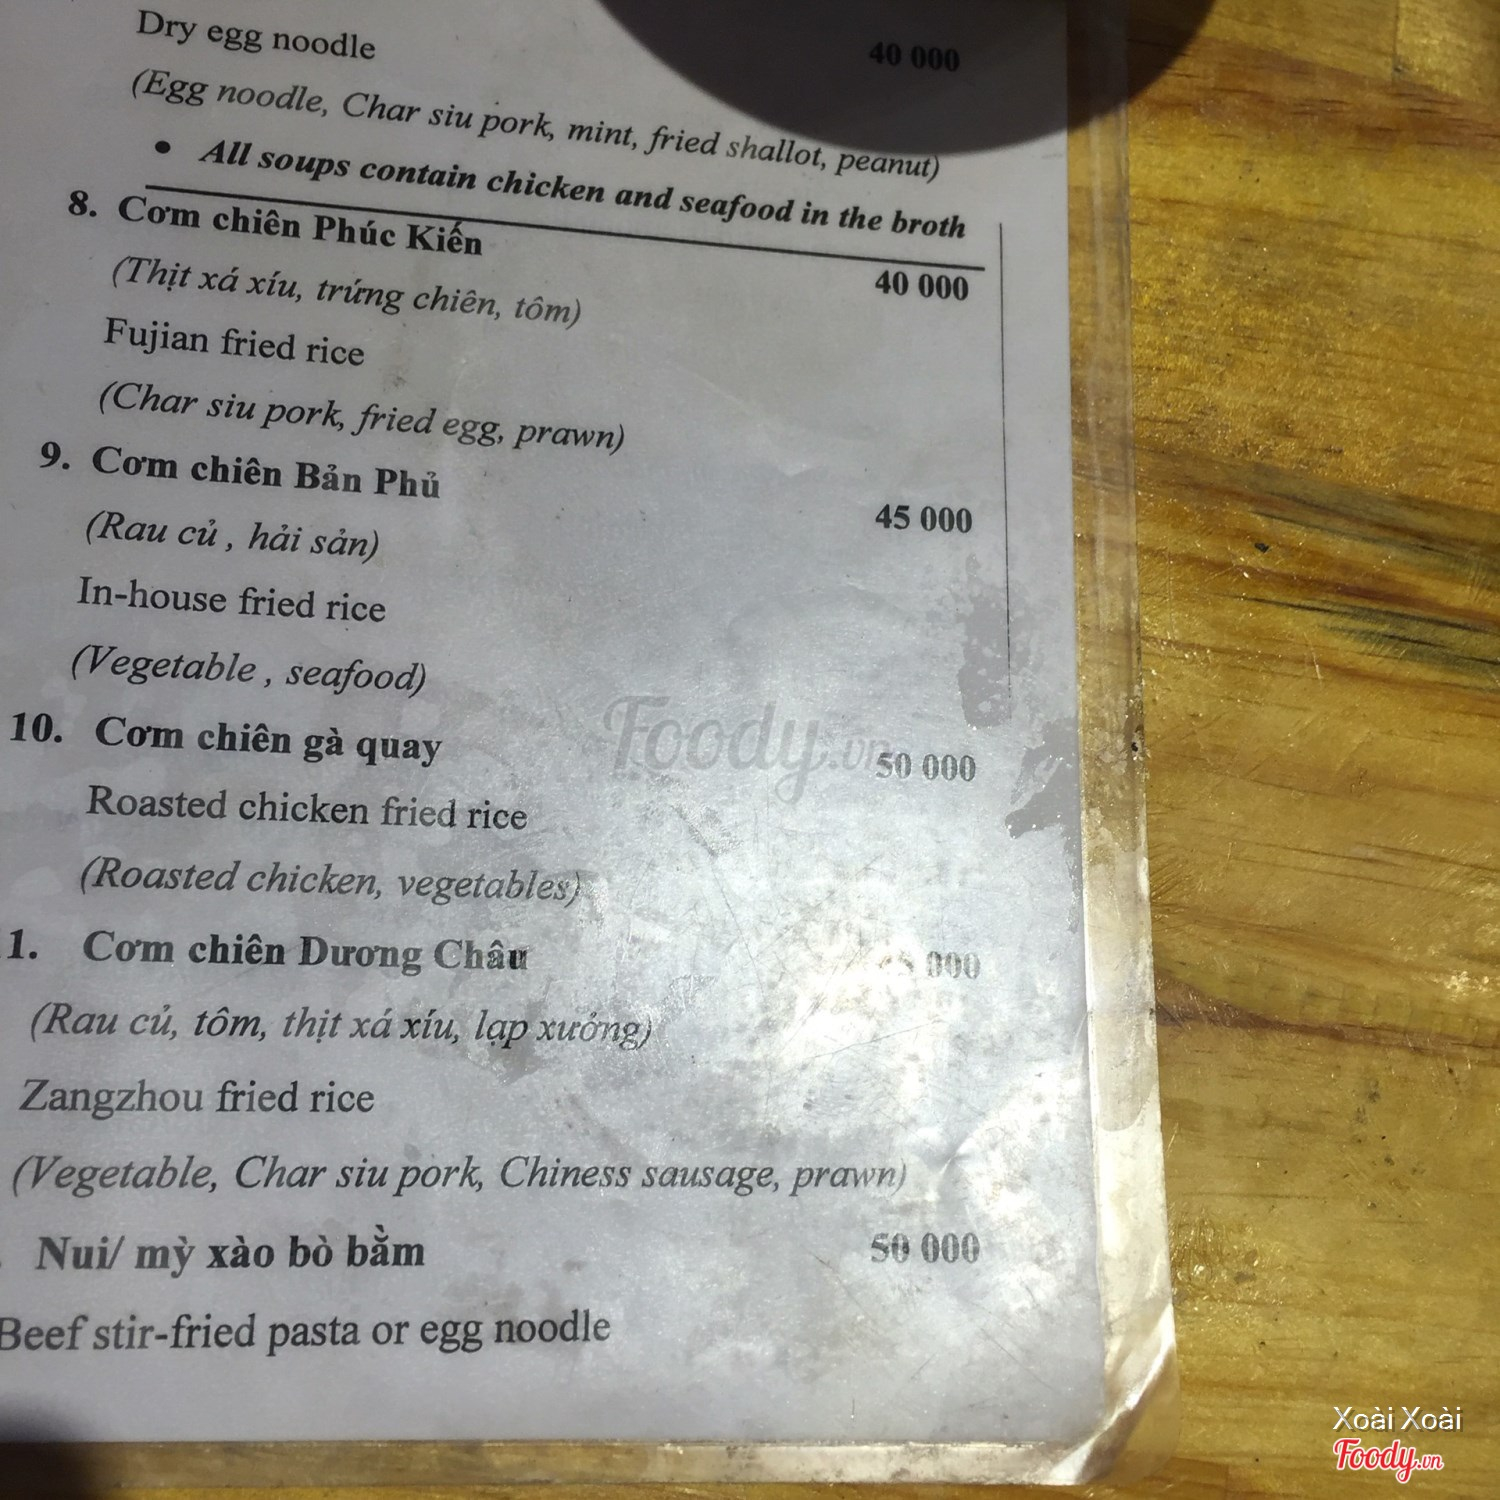 Dry egg noodle 40 000
(Egg noodle, Char siu pork, mint, fried shallot, peanut)
• All soups contain chicken and seafood in the broth
8. Cơm chiên Phúc Kiến 40 000
(Thịt xá xíu, trứng chiên, tôm)
Fujian fried rice
(Char siu pork, fried egg, prawn)
9. Cơm chiên Bản Phủ 45 000
(Rau củ , hải sản)
In-house fried rice
(Vegetable , seafood)
10. Cơm chiên gà quay 50 000
Foody.vn
Roasted chicken fried rice
(Roasted chicken, vegetables)
1. Cơm chiên Dương Châu 000
(Rau củ, tôm, thịt xá xíu, lạp xưởng)
Zangzhou fried rice
(Vegetable, Char siu pork, Chiness sausage, prawn)
Nui/ mỳ xào bò bằm 50 000
Beef stir-fried pasta or egg noodle
Xoài Xoài
Foody.vn